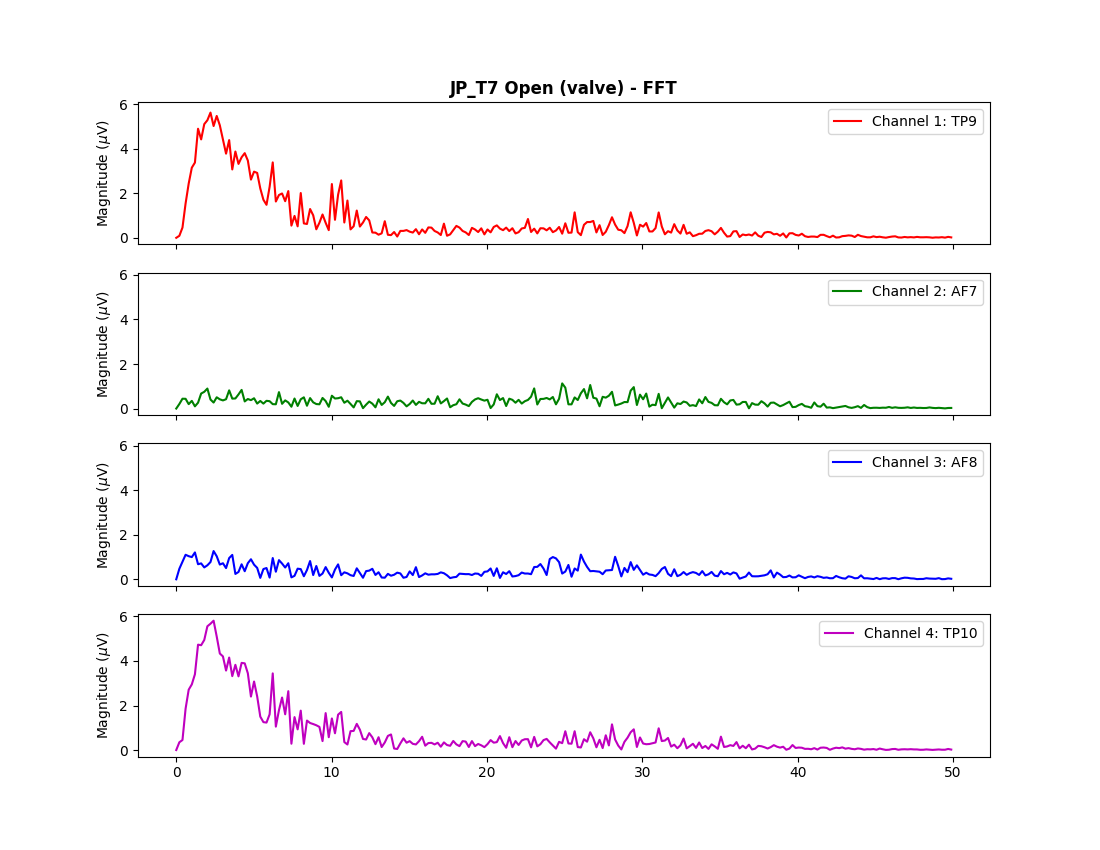 JP_T7 Open (valve) - FFT
6
4
2
0
Magnitude (μV)
Channel 1: TP9
6
4
2
0
Magnitude (μV)
Channel 2: AF7
6
4
2
0
Magnitude (μV)
Channel 3: AF8
6
4
2
0
Magnitude (μV)
Channel 4: TP10
0 10 20 30 40 50